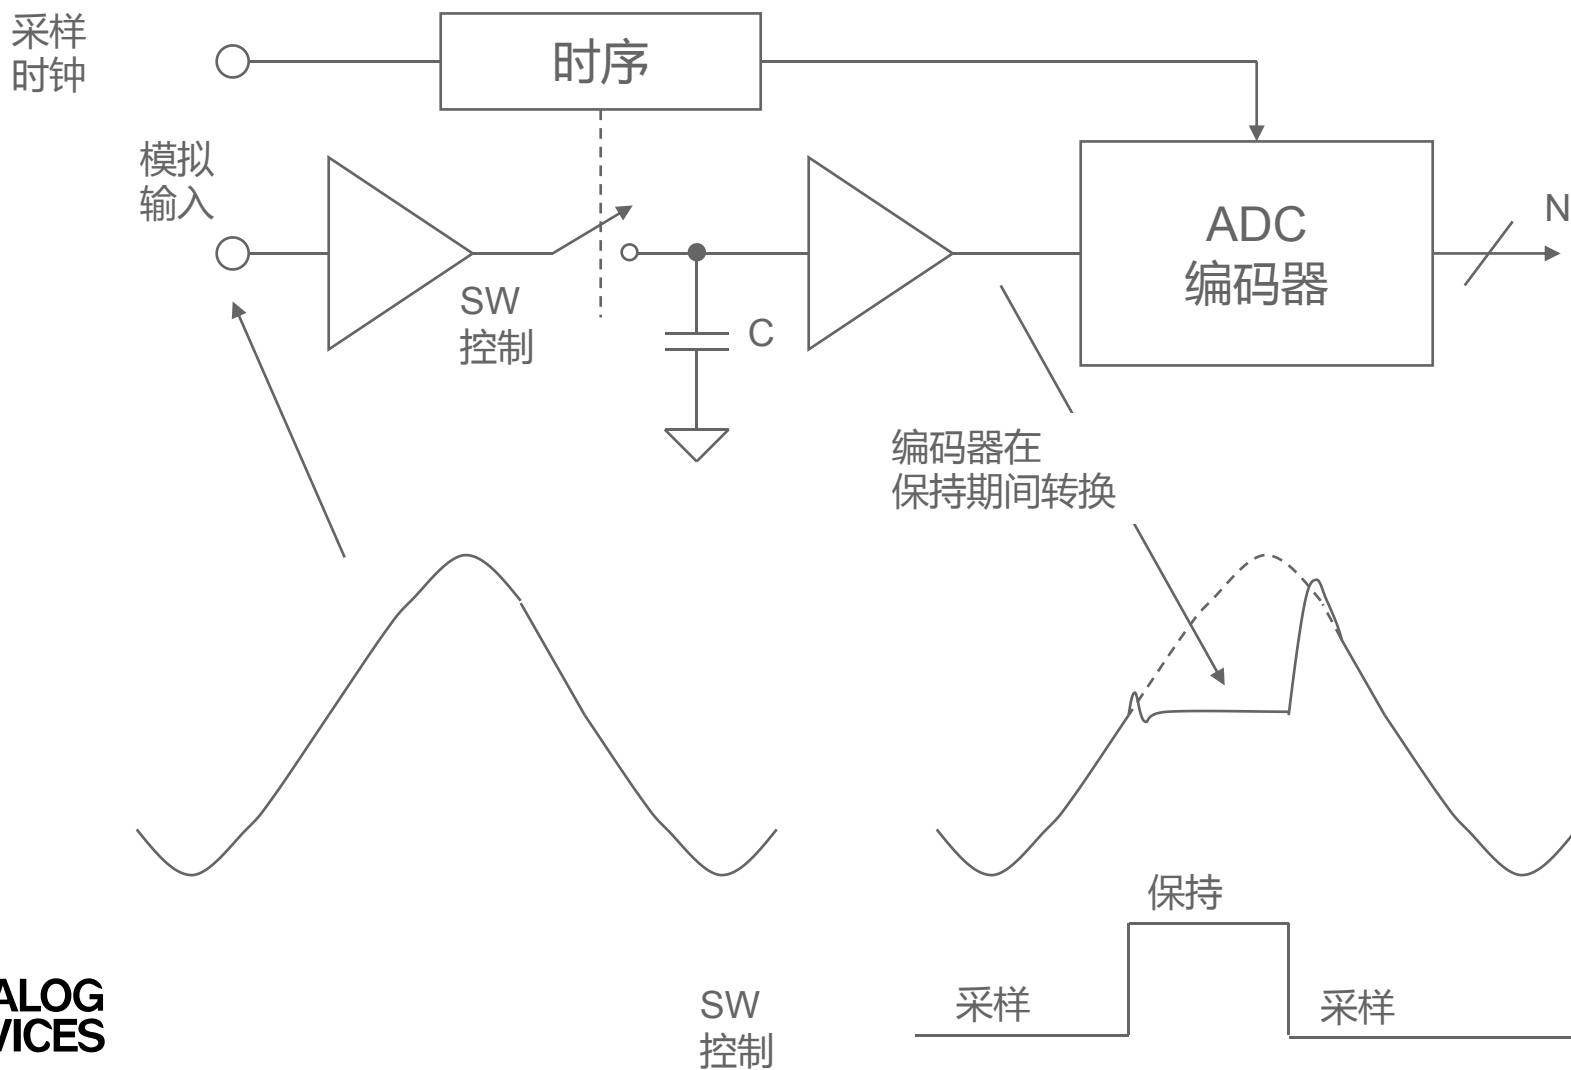 采样
时钟
时序
模拟
输入
SW
控制
C
ADC
编码器
N
编码器在
保持期间转换
保持
采样
采样
SW
控制
ALOG
VICES